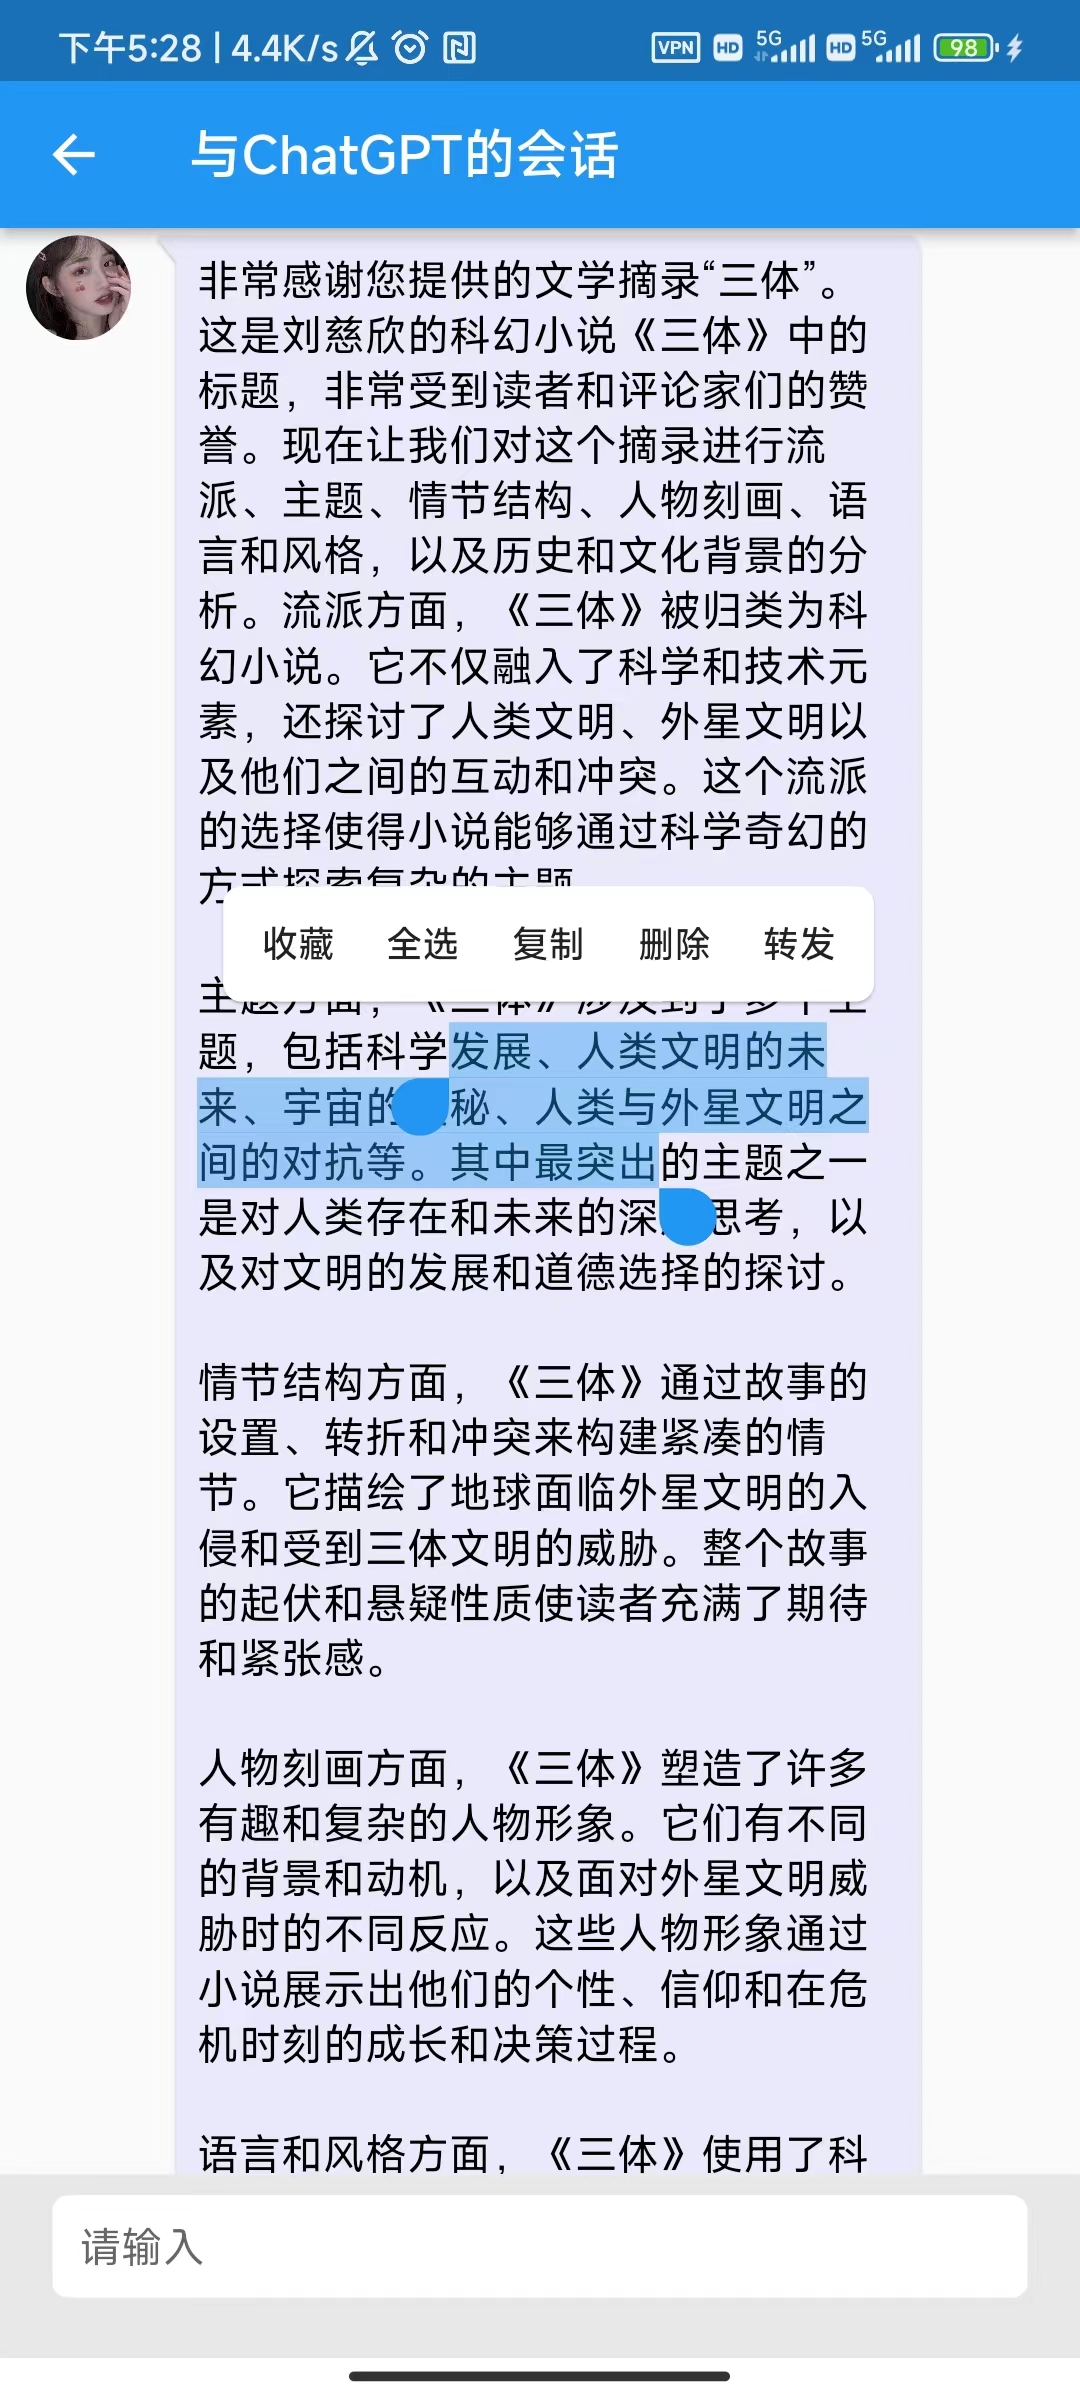 下午5:28 | 4.4K/s
VPN HD 5G HD 5G 98
与ChatGPT的会话
非常感谢您提供的文学摘录“三体”。
这是刘慈欣的科幻小说《三体》中的
标题，非常受到读者和评论家们的赞
誉。现在让我们对这个摘录进行流
派、主题、情节结构、人物刻画、语
言和风格，以及历史和文化背景的分
析。流派方面，《三体》被归类为科
幻小说。它不仅融入了科学和技术元
素，还探讨了人类文明、外星文明以
及他们之间的互动和冲突。这个流派
的选择使得小说能够通过科学奇幻的
方式探索复杂的主题
收藏 全选 复制 删除 转发
主题方面，《三体》涉及到了多个主
题，包括科学发展、人类文明的未
来、宇宙的秘、人类与外星文明之
间的对抗等。其中最突出的主题之一
是对人类存在和未来的深思考，以
及对文明的发展和道德选择的探讨。
情节结构方面，《三体》通过故事的
设置、转折和冲突来构建紧凑的情
节。它描绘了地球面临外星文明的入
侵和受到三体文明的威胁。整个故事
的起伏和悬疑性质使读者充满了期待
和紧张感。
人物刻画方面，《三体》塑造了许多
有趣和复杂的人物形象。它们有不同
的背景和动机，以及面对外星文明威
胁时的不同反应。这些人物形象通过
小说展示出他们的个性、信仰和在危
机时刻的成长和决策过程。
语言和风格方面，《三体》使用了科
请输入